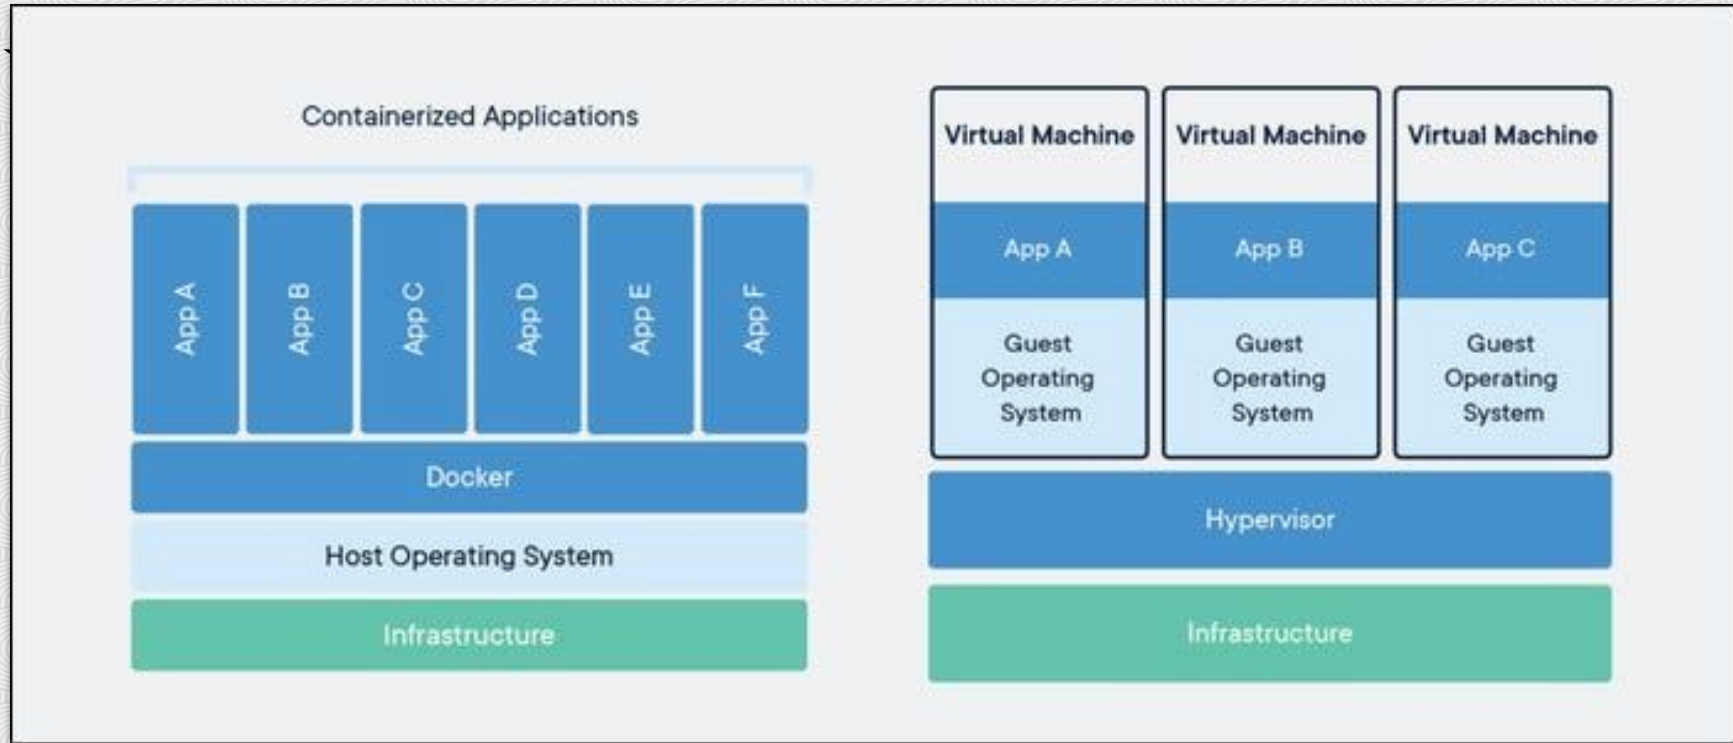 Containerized Applications
App A
App B
App C
App D
App E
App F
Docker
Host Operating System
Infrastructure
Virtual Machine
App A
Guest
Operating
System
Virtual Machine
App B
Guest
Operating
System
Virtual Machine
App C
Guest
Operating
System
Hypervisor
Infrastructure